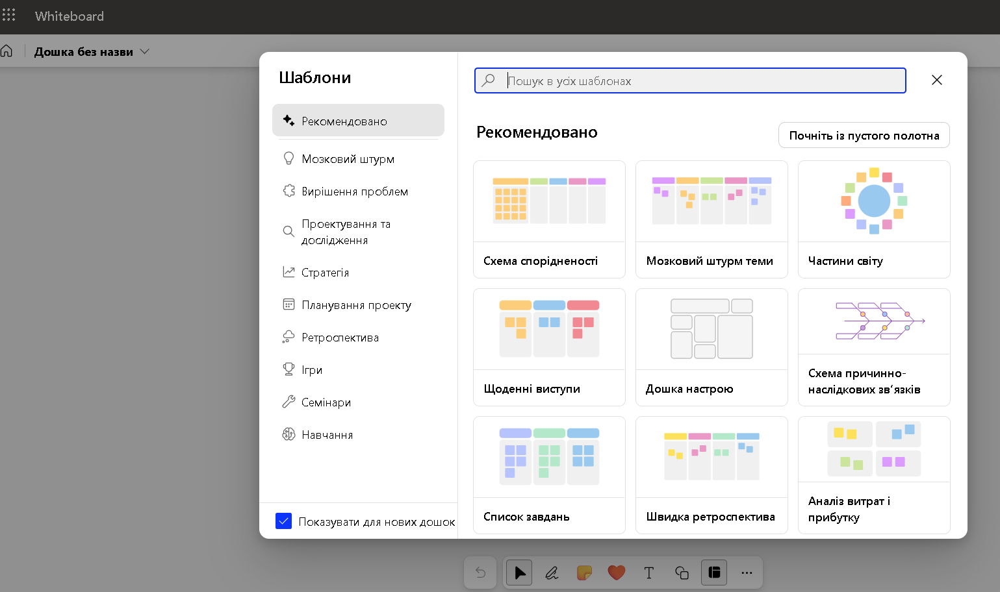 Whiteboard
Дошка без назви
Шаблони
Рекомендовано
Мозковий штурм
Вирішення проблем
Проектування та
дослідження
Стратегія
Планування проекту
Ретроспектива
Ігри
Семінари
Навчання
Показувати для нових дошок
Пошук в усіх шаблонах
Рекомендовано
Почніть із пустого полотна
Схема спорідненості
Мозковий штурм теми
Частини світу
Щоденні виступи
Дошка настрою
Схема причинно-
наслідкових зв’язків
Список завдань
Швидка ретроспектива
Аналіз витрат і
прибутку